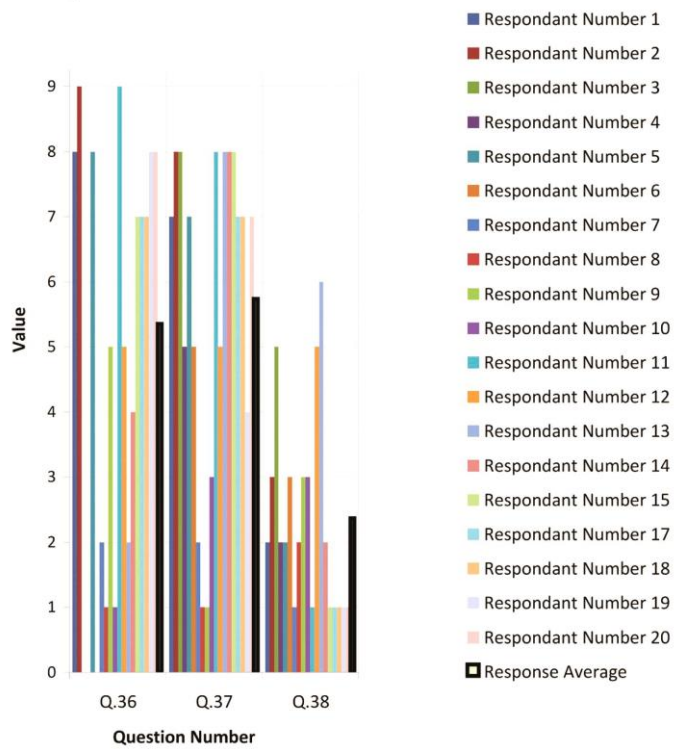 Respondant Number 1
Respondant Number 2
Respondant Number 3
Respondant Number 4
Respondant Number 5
Respondant Number 6
Respondant Number 7
Respondant Number 8
Respondant Number 9
Respondant Number 10
Respondant Number 11
Respondant Number 12
Respondant Number 13
Respondant Number 14
Respondant Number 15
Respondant Number 17
Respondant Number 18
Respondant Number 19
Respondant Number 20
Response Average
Value
9
8
7
6
5
4
3
2
1
0
Q.36 Q.37 Q.38
Question Number